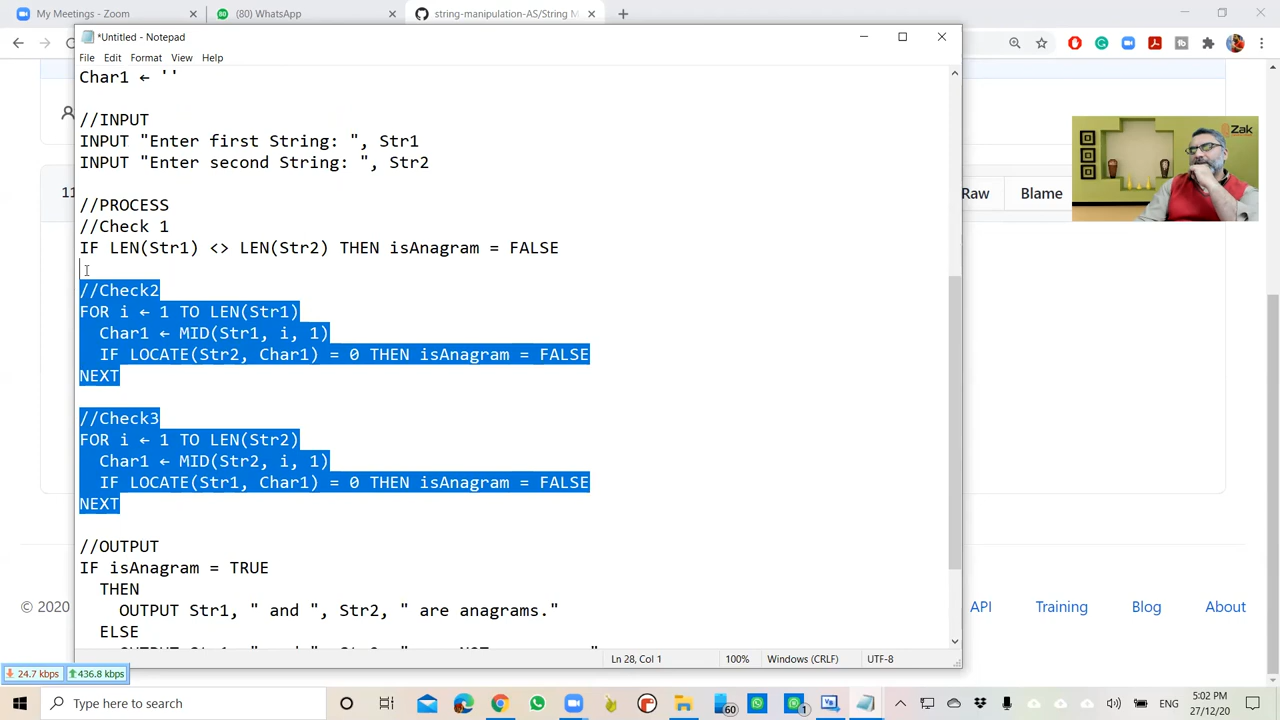 My Meetings - Zoom
(80) WhatsApp
string-manipulation-AS/String M
*Untitled - Notepad
File Edit Format View Help
Char1 ← ''
//INPUT
INPUT "Enter first String: ", Str1
INPUT "Enter second String: ", Str2
//PROCESS
//Check 1
IF LEN(Str1) <> LEN(Str2) THEN isAnagram = FALSE
//Check2
FOR i ← 1 TO LEN(Str1)
Char1 ← MID(Str1, i, 1)
IF LOCATE(Str2, Char1) = 0 THEN isAnagram = FALSE
NEXT
//Check3
FOR i ← 1 TO LEN(Str2)
Char1 ← MID(Str2, i, 1)
IF LOCATE(Str1, Char1) = 0 THEN isAnagram = FALSE
NEXT
//OUTPUT
IF isAnagram = TRUE
THEN
OUTPUT Str1, " and ", Str2, " are anagrams."
ELSE
Ln 28, Col 1 100% Windows (CRLF) UTF-8
11
Zak
Raw Blame
© 2020
API Training Blog About
24.7 kbps 436.8 kbps
Type here to search
60
1
ENG
5:02 PM
27/12/20